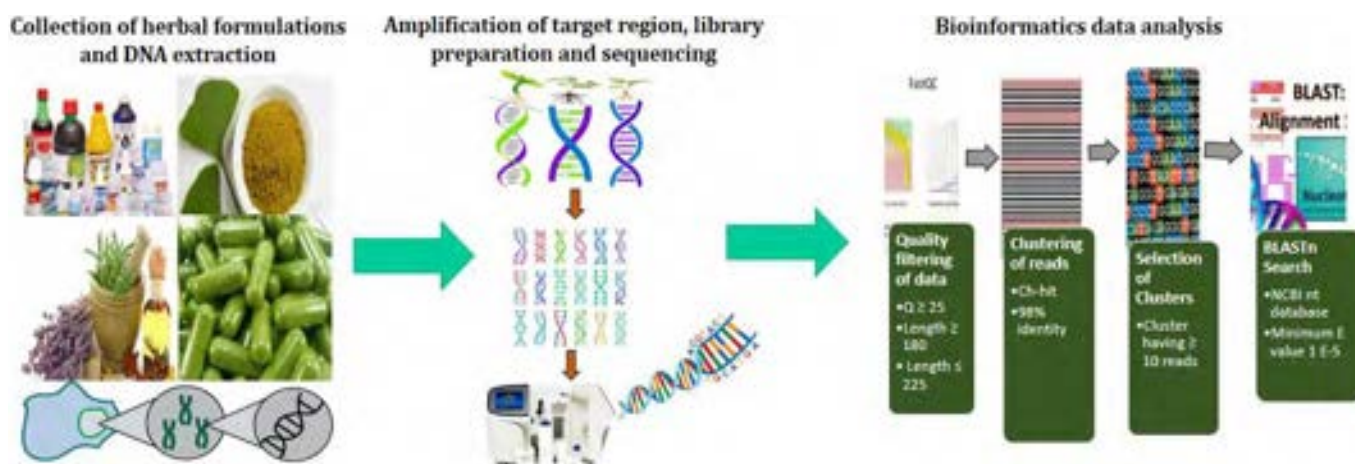 Collection of herbal formulations
and DNA extraction
Amplification of target region, library
preparation and sequencing
Bioinformatics data analysis
BLAST:
Alignment
Nucleo
Quality
filtering
of data
•Q ≥ 25
•Length ≥
180
• Length ≤
225
Clustering
of reads
•Ch-hit
•98%
identity
Selection
of
Clusters
•Cluster
having ≥
10 reads
BLASTn
Search
•NCBI nt
database
•Minimum E
value 1 E-5